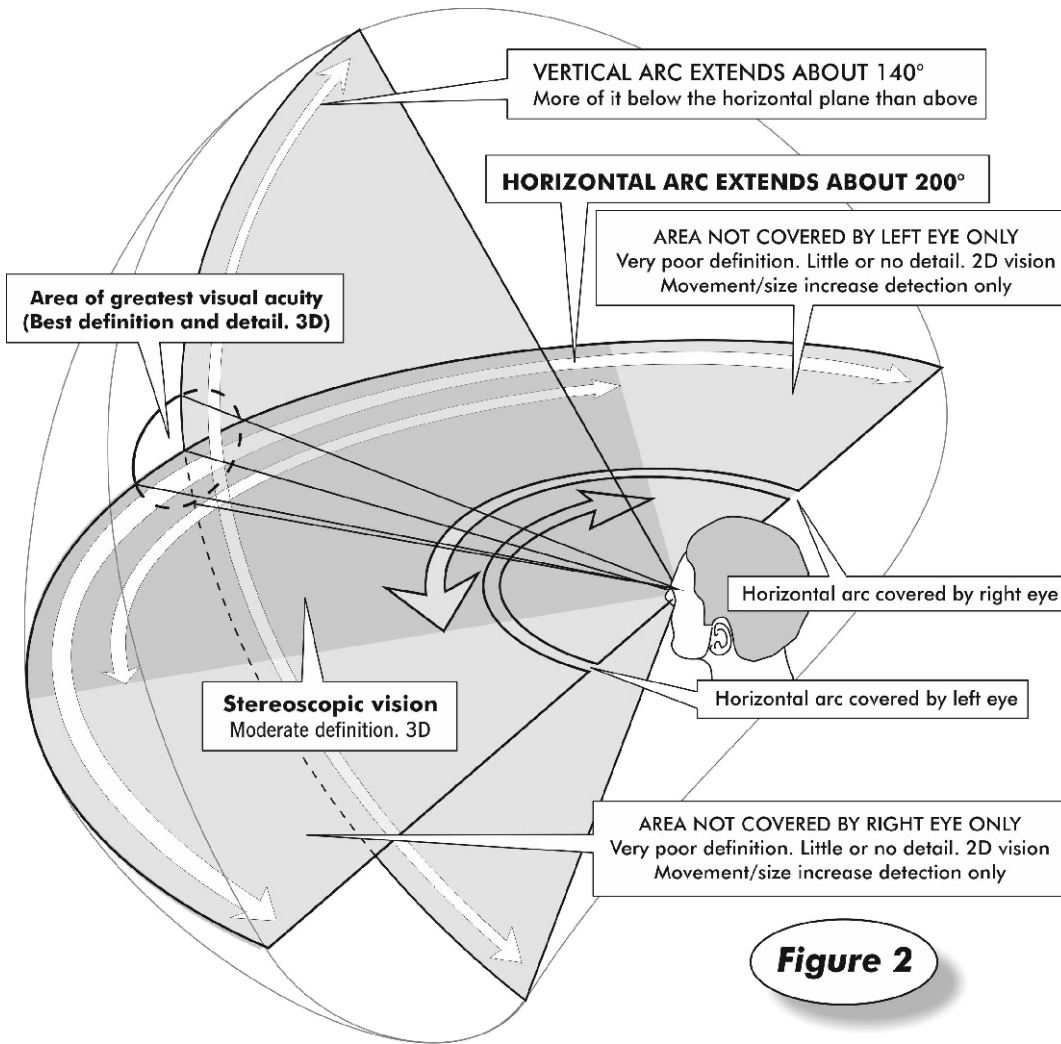 VERTICAL ARC EXTENDS ABOUT 140°
More of it below the horizontal plane than above
HORIZONTAL ARC EXTENDS ABOUT 200°
AREA NOT COVERED BY LEFT EYE ONLY
Very poor definition. Little or no detail. 2D vision
Movement/size increase detection only
Area of greatest visual acuity
(Best definition and detail. 3D)
Horizontal arc covered by right eye
Horizontal arc covered by left eye
Stereoscopic vision
Moderate definition. 3D
AREA NOT COVERED BY RIGHT EYE ONLY
Very poor definition. Little or no detail. 2D vision
Movement/size increase detection only
Figure 2